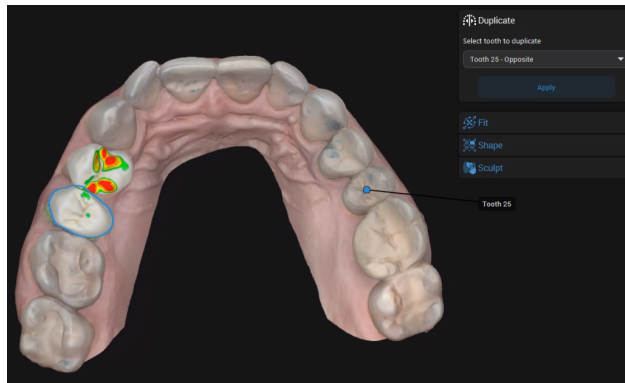 Duplicate
Select tooth to duplicate
Tooth 25 - Opposite
Apply
Fit
Shape
Sculpt
Tooth 25